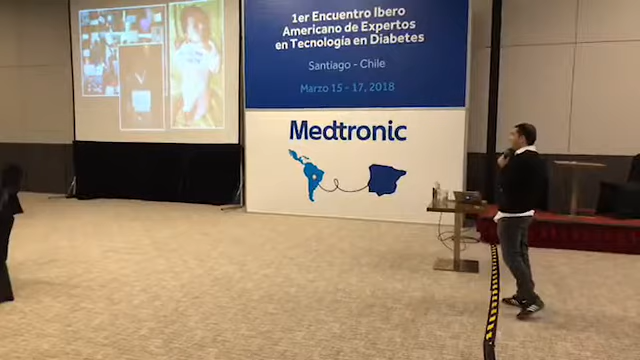 1er Encuentro Ibero
Americano de Expertos
en Tecnología en Diabetes
Santiago - Chile
Marzo 15 - 17, 2018
Medtronic